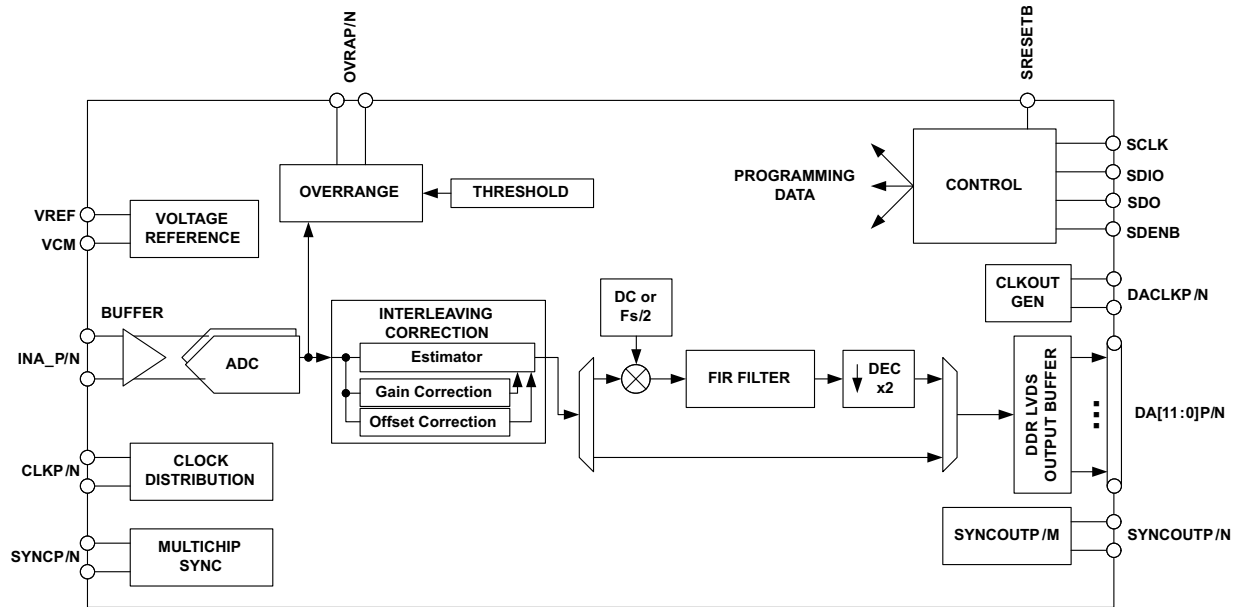 OVRAP/N
SRESETB
OVERRANGE
THRESHOLD
PROGRAMMING
DATA
CONTROL
SCLK
SDIO
SDO
SDENB
VREF
VCM
VOLTAGE
REFERENCE
CLKOUT
GEN
DACLKP/N
BUFFER
INA_P/N
ADC
INTERLEAVING
CORRECTION
Estimator
Gain Correction
Offset Correction
DC or
Fs/2
FIR FILTER
DEC
x2
DDR LVDS
OUTPUT BUFFER
...
DA[11:0]P/N
CLKP/N
CLOCK
DISTRIBUTION
SYNCP/N
MULTICHIP
SYNC
SYNCOUTP/M
SYNCOUTP/N